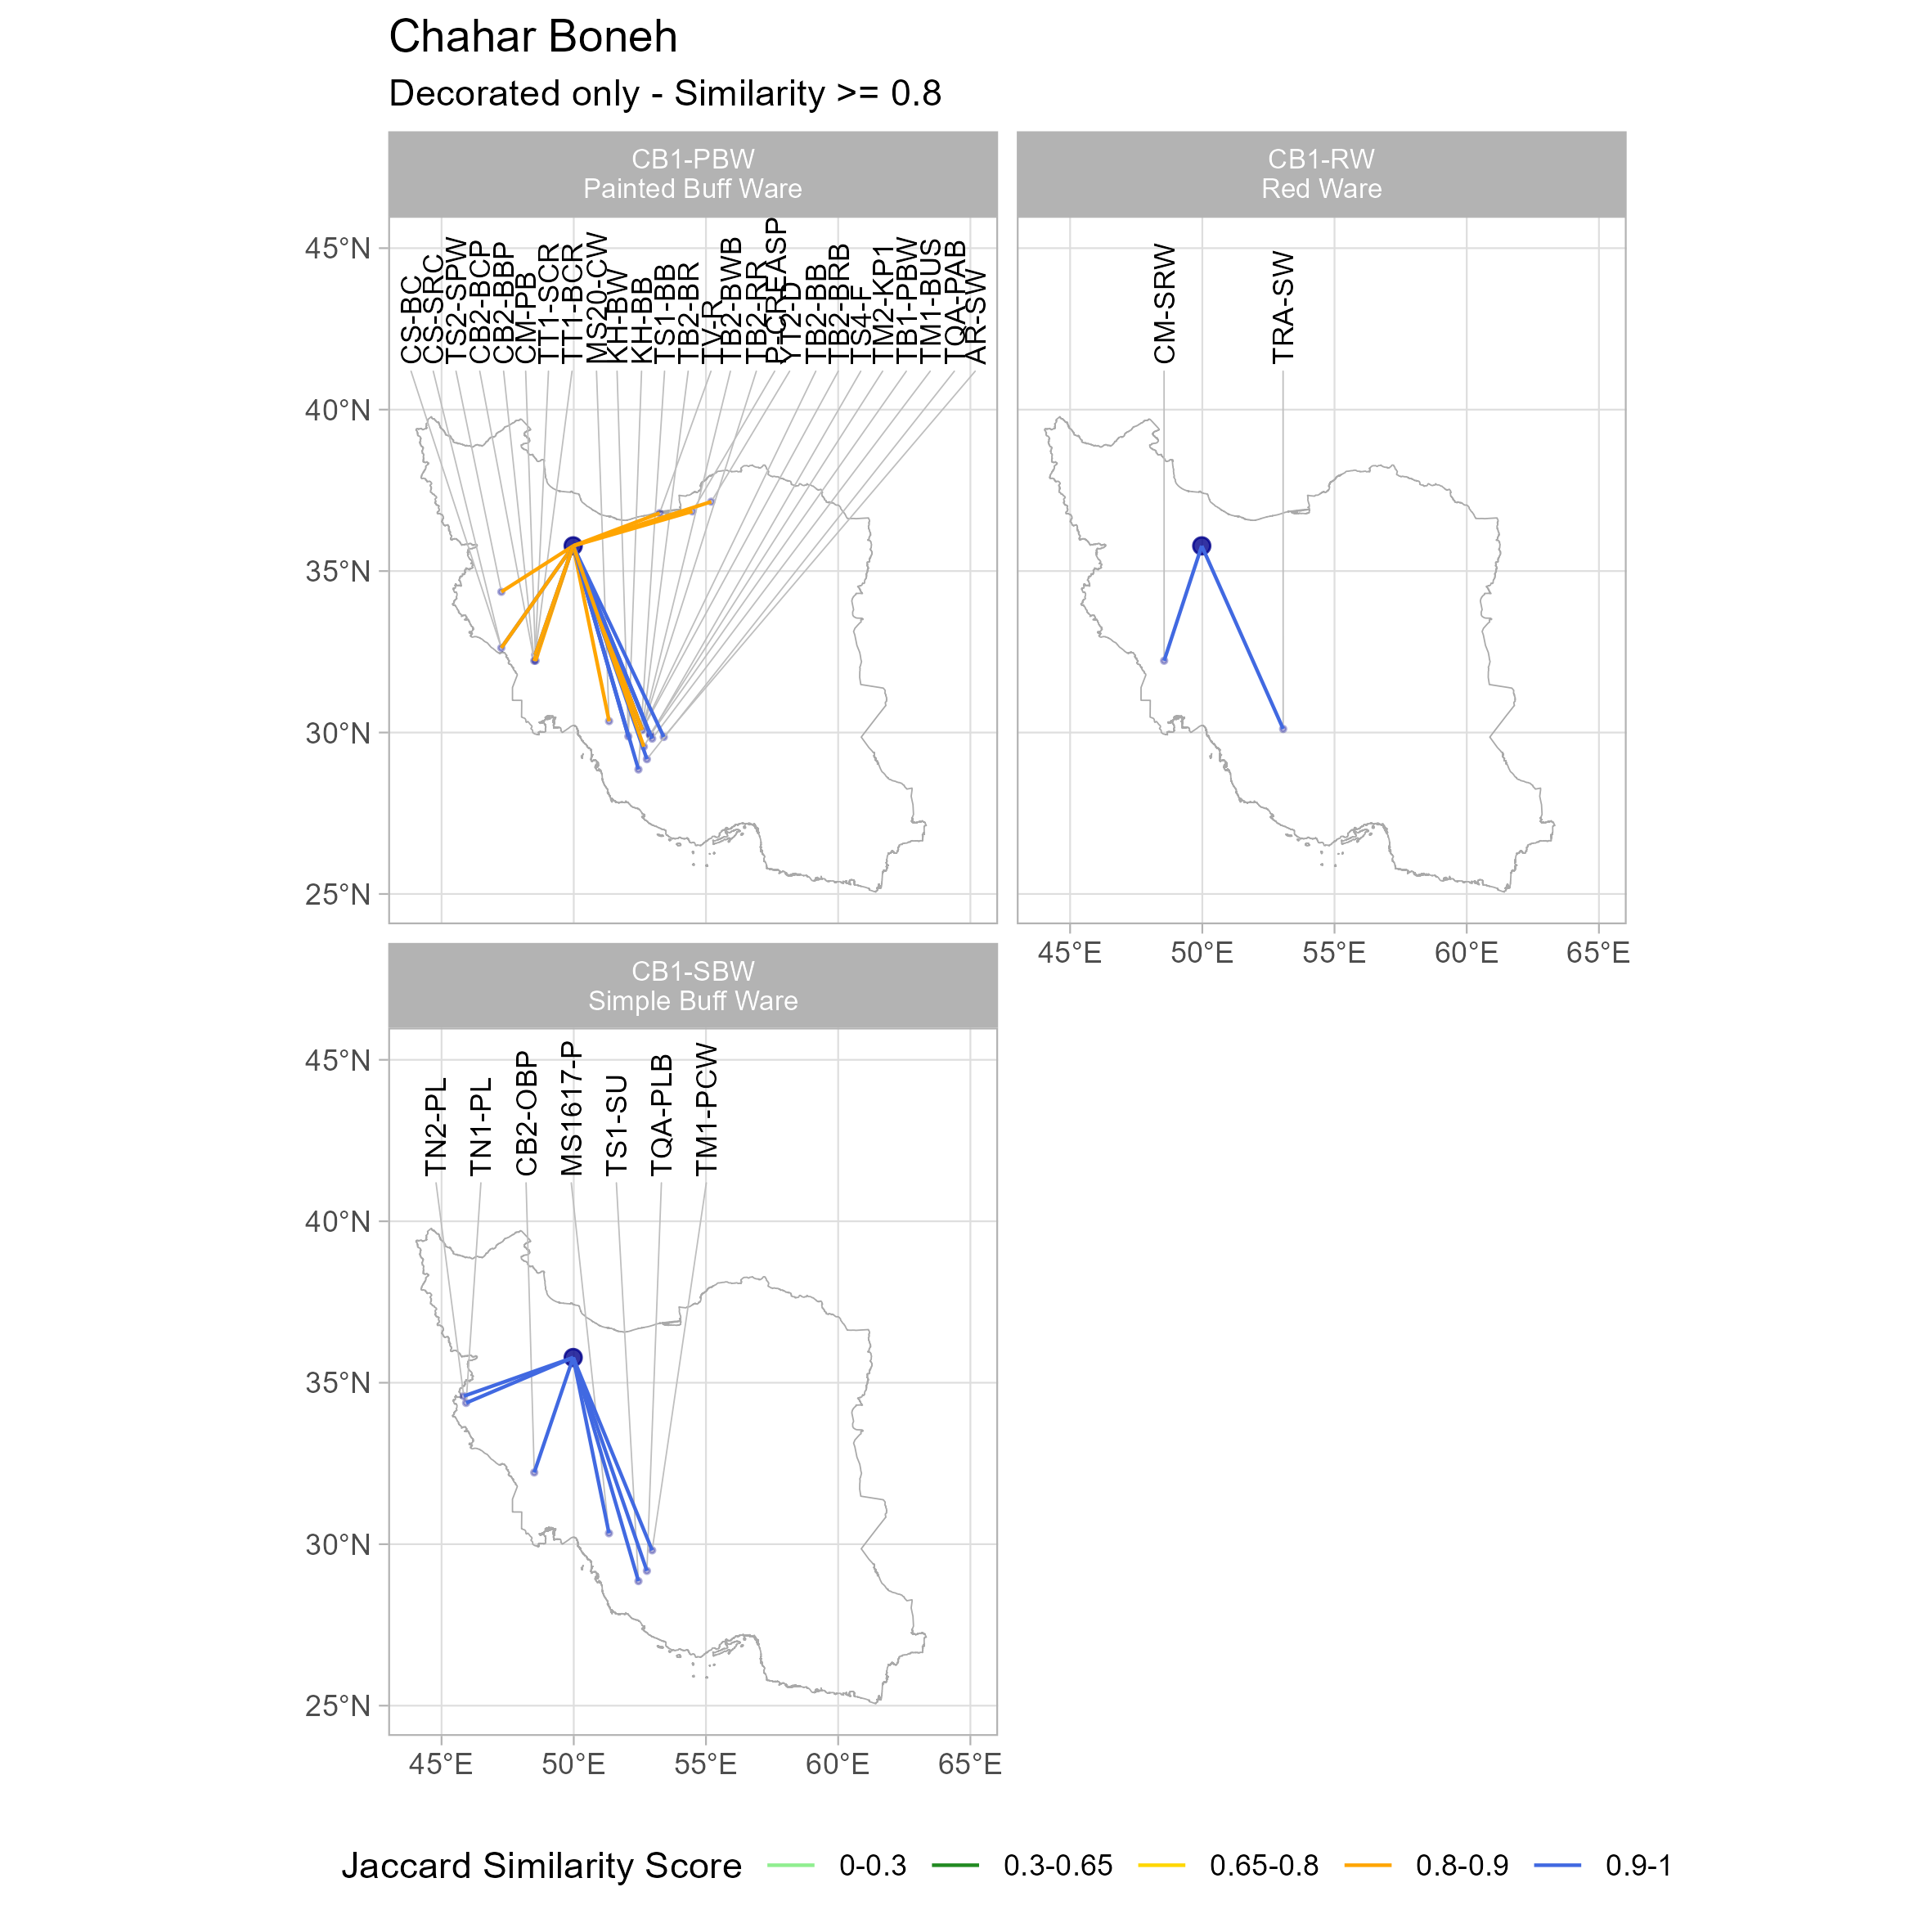 Chahar Boneh
Decorated only - Similarity >= 0.8
CB1-PBW
Painted Buff Ware
CB1-RW
Red Ware
45°N
40°N
35°N
30°N
25°N
CS-BC
CS-SRC
TS2-SPW
CB2-BCP
CB2-BBP
CM-PB
TT1-SCR
TT1-BCR
MS20-CW
KH-BW
KH-BB
TS1-BB
TB2-BR
TV-R
TB2-BWB
TB2-RR
YT2-D
TB2-BB
TB2-BRB
TS4-F
TM2-KP1
TB1-PBW
TM1-BUS
TQA-PAB
AR-SW
CM-SRW
TRA-SW
45°E
50°E
55°E
60°E
65°E
CB1-SBW
Simple Buff Ware
45°N
40°N
35°N
30°N
25°N
TN2-PL
TN1-PL
CB2-OBP
MS1617-P
TS1-SU
TQA-PLB
TM1-PCW
45°E
50°E
55°E
60°E
65°E
Jaccard Similarity Score
0-0.3
0.3-0.65
0.65-0.8
0.8-0.9
0.9-1